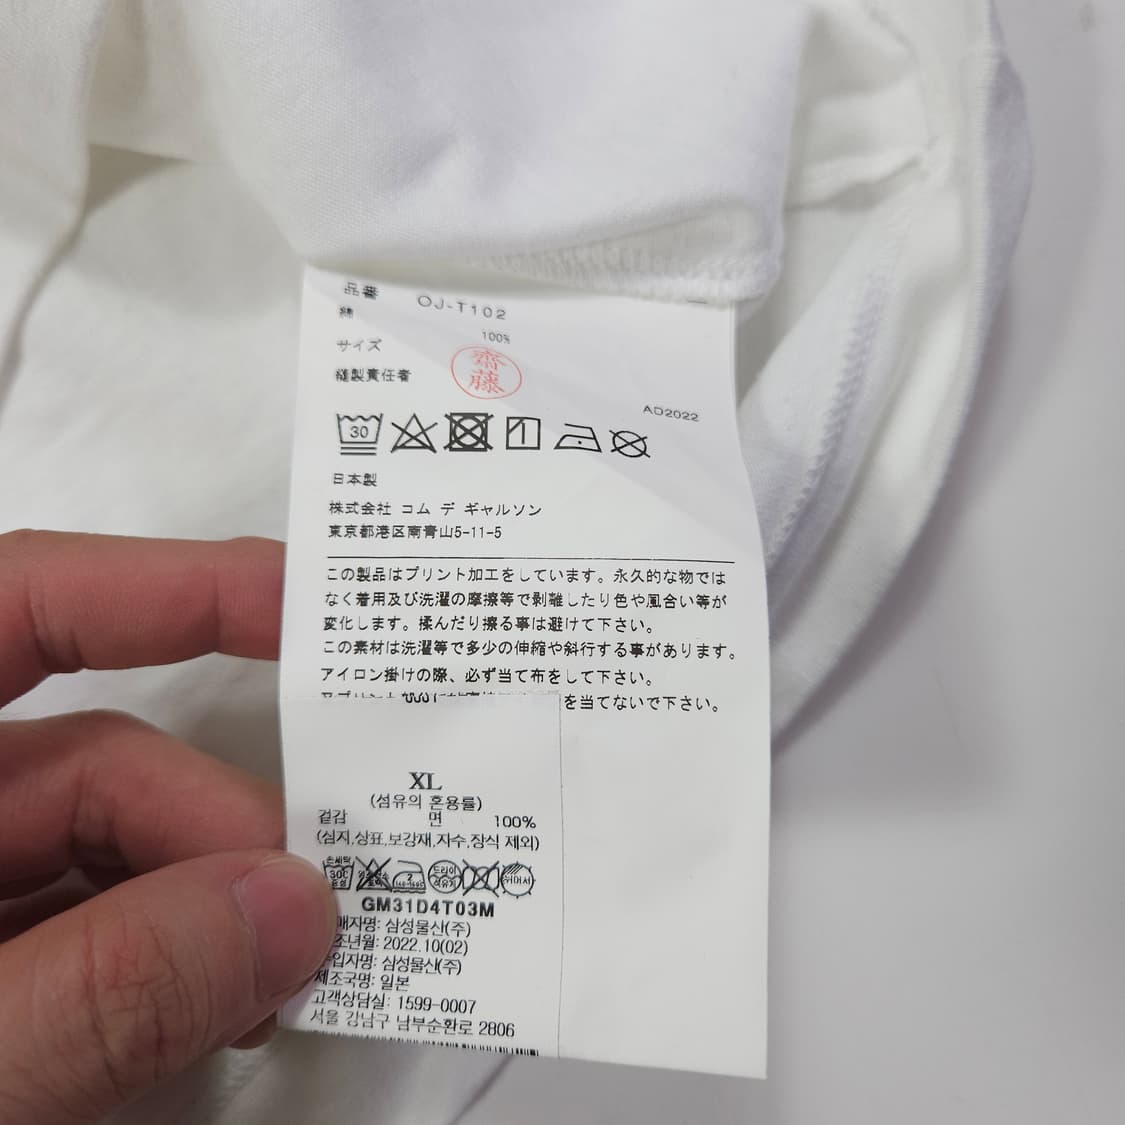 品番 OJ-T102
綿 100%
サイズ
縫製責任者 齋藤
AD2022
30
日本製
株式会社 コム デ ギャルソン
東京都港区南青山5-11-5
この製品はプリント加工をしています。永久的な物では
なく着用及び洗濯の摩擦等で剥離したり色や風合い等が
変化します。揉んだり擦る事は避けて下さい。
この素材は洗濯等で多少の伸縮や斜行する事があります。
アイロン掛けの際、必ず当て布をして下さい。
を当てないで下さい。
XL
(섬유의 혼용률)
겉감 면 100%
(심지,상표,보강재,자수,장식 제외)
손세탁
드라이
GM31D4T03M
매자명: 삼성물산(주)
조년월: 2022.10(02)
입자명: 삼성물산(주)
제조국명: 일본
고객상담실: 1599-0007
서울 강남구 남부순환로 2806